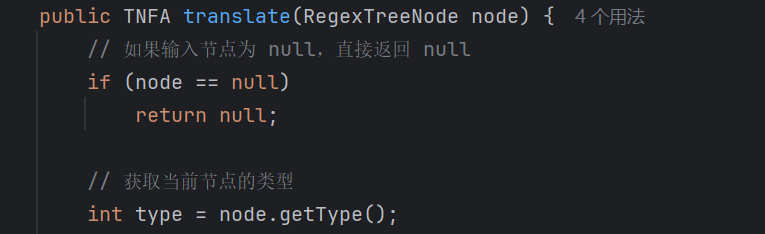 public TNFA translate(RegexTreeNode node) { 4个用法
// 如果输入节点为 null，直接返回 null
if (node == null)
return null;
// 获取当前节点的类型
int type = node.getType();